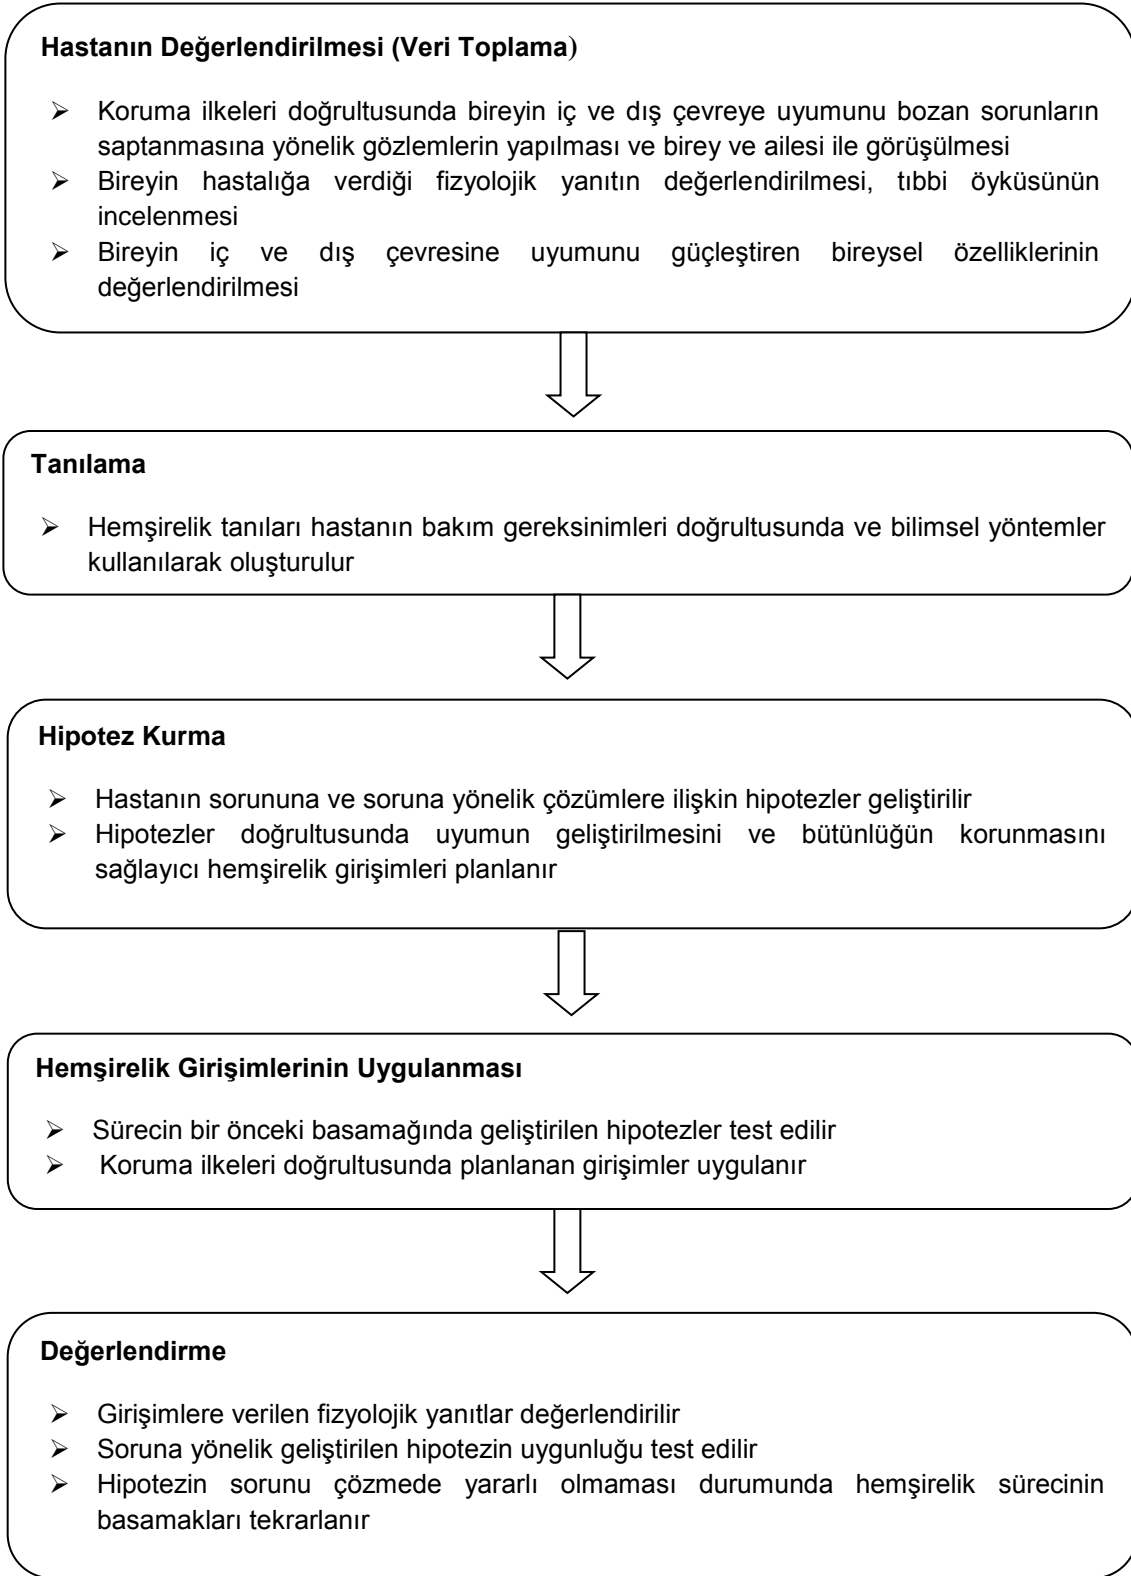 Hastanın Değerlendirilmesi (Veri Toplama)
➢ Koruma ilkeleri doğrultusunda bireyin iç ve dış çevreye uyumunu bozan sorunların
saptanmasına yönelik gözlemlerin yapılması ve birey ve ailesi ile görüşülmesi
➢ Bireyin hastalığa verdiği fizyolojik yanıtın değerlendirilmesi, tıbbi öyküsünün
incelenmesi
➢ Bireyin iç ve dış çevresine uyumunu güçleştiren bireysel özelliklerinin
değerlendirilmesi
Tanılama
➢ Hemşirelik tanıları hastanın bakım gereksinimleri doğrultusunda ve bilimsel yöntemler
kullanılarak oluşturulur
Hipotez Kurma
➢ Hastanın sorununa ve soruna yönelik çözümlere ilişkin hipotezler geliştirilir
➢ Hipotezler doğrultusunda uyumun geliştirilmesini ve bütünlüğün korunmasını
sağlayıcı hemşirelik girişimleri planlanır
Hemşirelik Girişimlerinin Uygulanması
➢ Sürecin bir önceki basamağında geliştirilen hipotezler test edilir
➢ Koruma ilkeleri doğrultusunda planlanan girişimler uygulanır
Değerlendirme
➢ Girişimlere verilen fizyolojik yanıtlar değerlendirilir
➢ Soruna yönelik geliştirilen hipotezin uygunluğu test edilir
➢ Hipotezin sorunu çözmede yararlı olmaması durumunda hemşirelik sürecinin
basamakları tekrarlanır